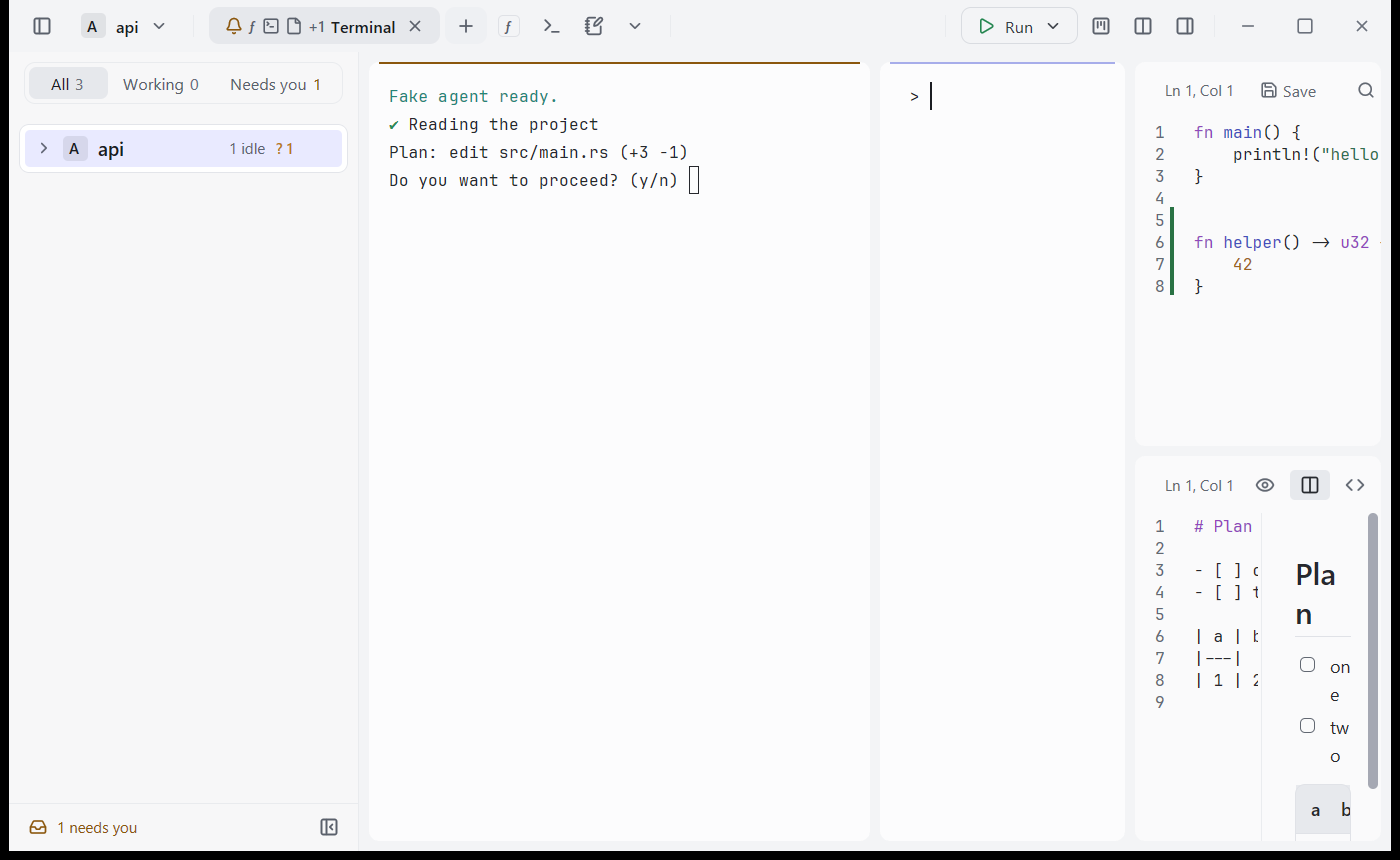 A api
f +1 Terminal
f
Run
All 3 Working 0 Needs you 1
A api 1 idle ? 1
1 needs you
Fake agent ready.
✔ Reading the project
Plan: edit src/main.rs (+3 -1)
Do you want to proceed? (y/n)
>
Ln 1, Col 1 Save
1 fn main() {
2 println!("hello
3 }
4
5
6 fn helper() -> u32
7 42
8 }
Ln 1, Col 1
1 # Plan
2
3 - [ ] o
4 - [ ] t
5
6 | a | b
7 |---|
8 | 1 | 2
9
Pla
n
on
e
tw
o
a b